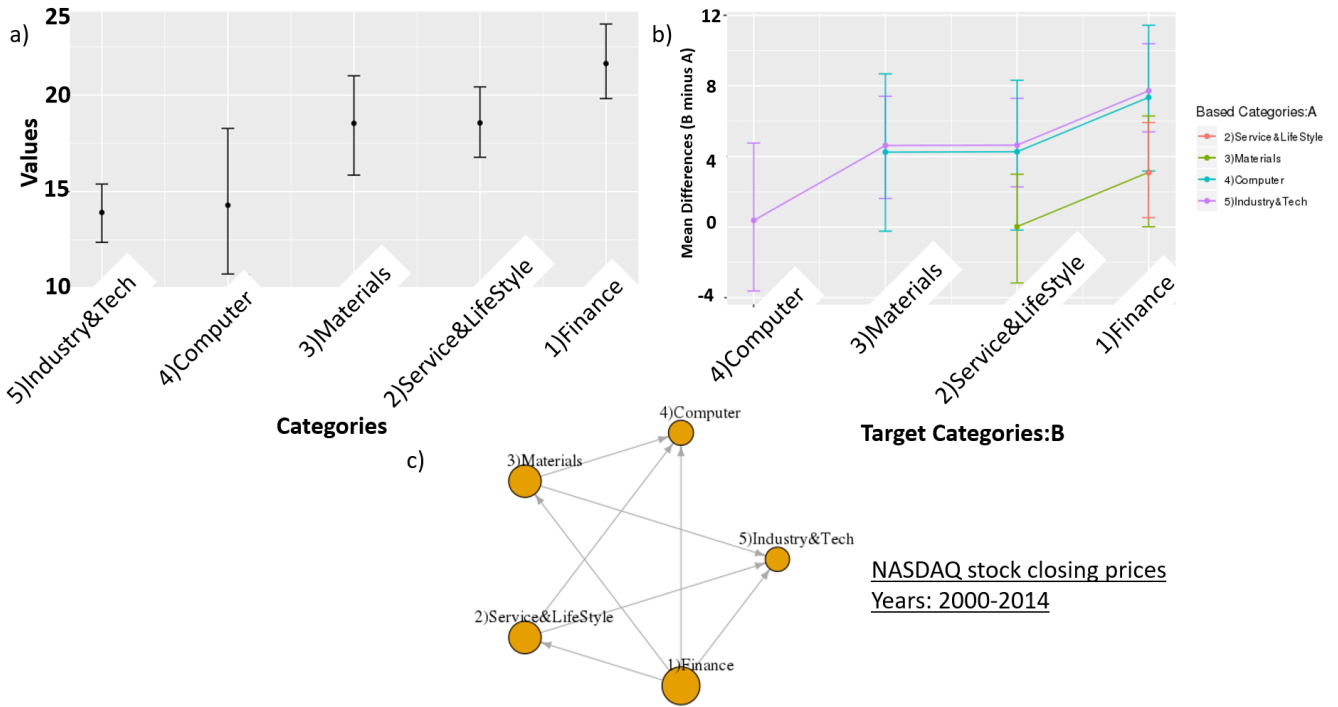 a)
25
20
15
10
Values
5)Industry&Tech
4)Computer
3)Materials
2)Service&LifeStyle
1)Finance
Categories
b)
12
8
4
0
-4
Mean Differences (B minus A)
4)Computer
3)Materials
2)Service&LifeStyle
1)Finance
Target Categories:B
Based Categories:A
2)Service&LifeStyle
3)Materials
4)Computer
5)Industry&Tech
c)
4)Computer
3)Materials
5)Industry&Tech
2)Service&LifeStyle
1)Finance
NASDAQ stock closing prices
Years: 2000-2014